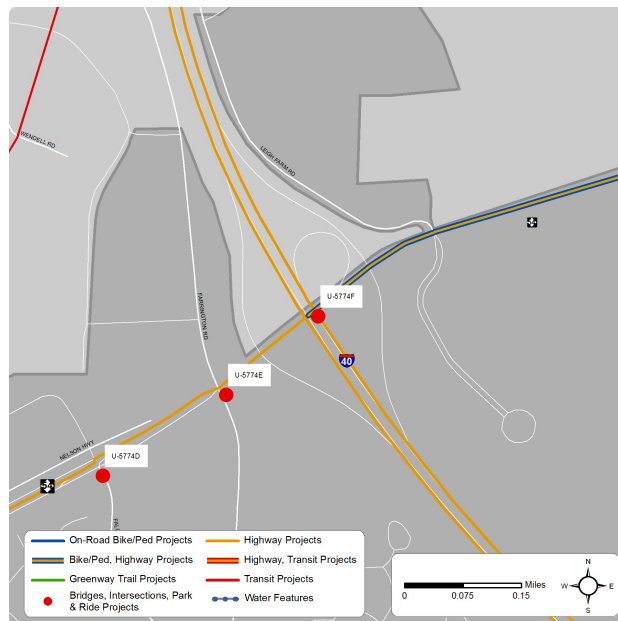 WENDELL RD
LEIGH FARM RD
FARRINGTON RD
U-5774F
40
U-5774E
NELSON HWY
U-5774D
54
On-Road Bike/Ped Projects
Highway Projects
Bike/Ped, Highway Projects
Highway, Transit Projects
Greenway Trail Projects
Transit Projects
Bridges, Intersections, Park
& Ride Projects
Water Features
0 0.075 0.15 Miles
N
W E
S